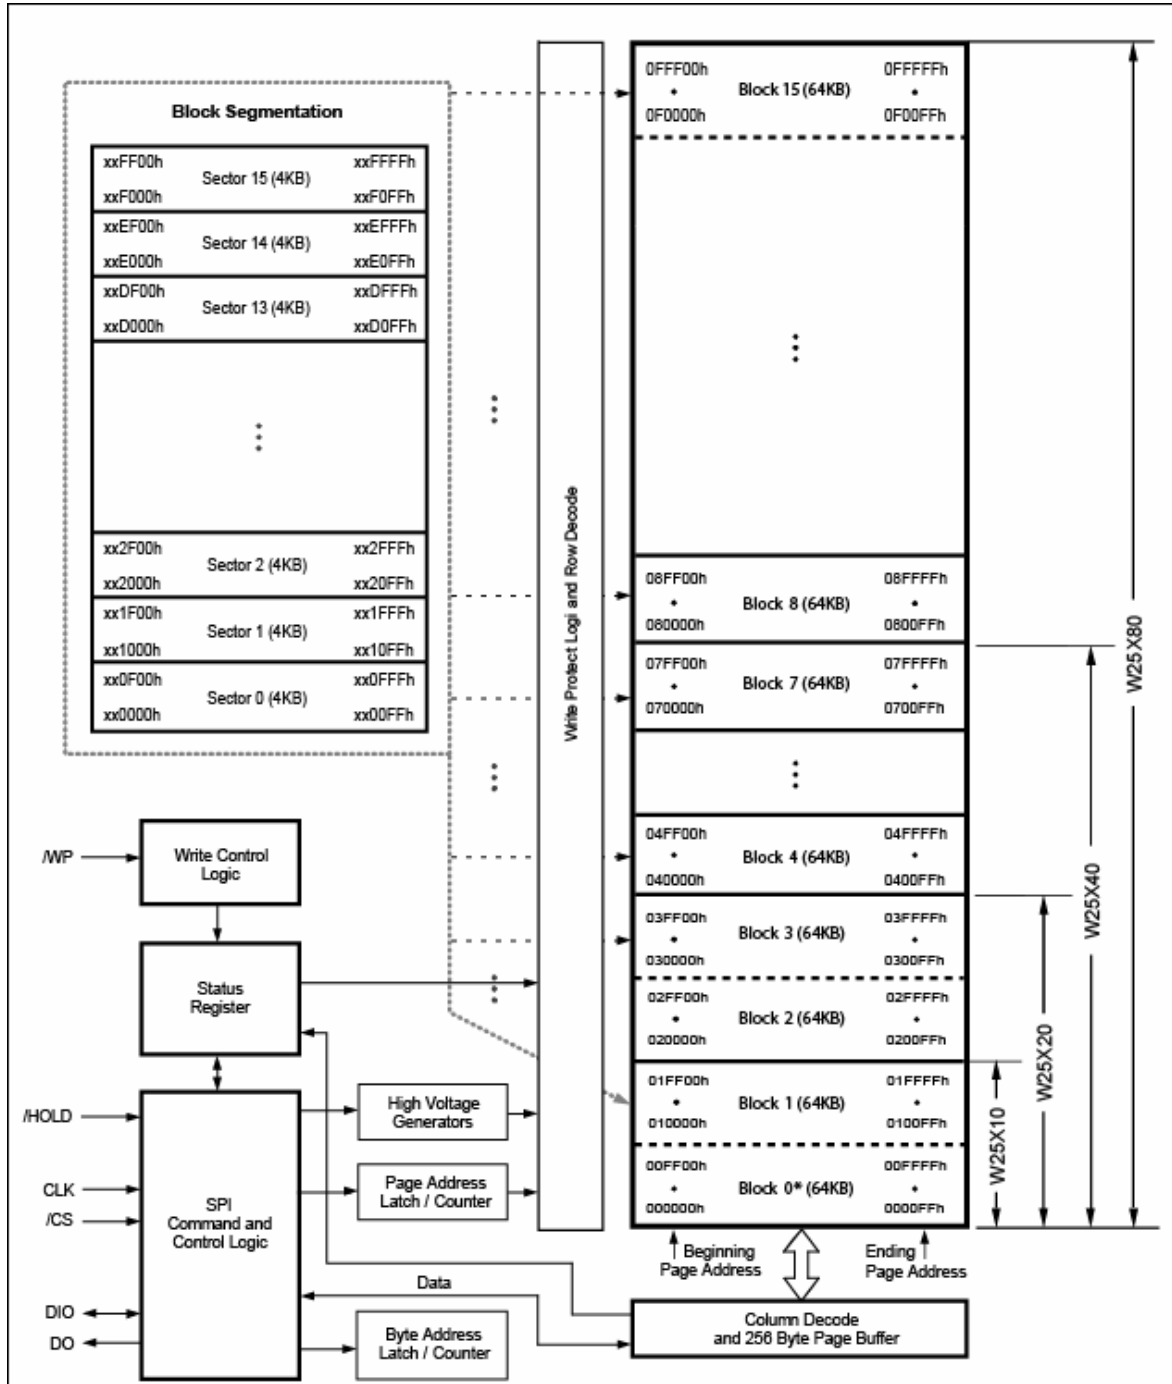 Block Segmentation
xxFF00h xxFFFFh
Sector 15 (4KB)
xxF000h xxF0FFh
xxEF00h xxEFFFh
Sector 14 (4KB)
xxE000h xxE0FFh
xxDF00h xxDFFFh
Sector 13 (4KB)
xxD000h xxD0FFh
xx2F00h xx2FFFh
Sector 2 (4KB)
xx2000h xx20FFh
xx1F00h xx1FFFh
Sector 1 (4KB)
xx1000h xx10FFh
xx0F00h xx0FFFh
Sector 0 (4KB)
xx0000h xx00FFh
Write Protect Logi and Row Decode
0FFF00h 0FFFFFh
Block 15 (64KB)
0F0000h 0F00FFh
08FF00h 08FFFFh
Block 8 (64KB)
080000h 0800FFh
07FF00h 07FFFFh
Block 7 (64KB)
070000h 0700FFh
04FF00h 04FFFFh
Block 4 (64KB)
040000h 0400FFh
03FF00h 03FFFFh
Block 3 (64KB)
030000h 0300FFh
02FF00h 02FFFFh
Block 2 (64KB)
020000h 0200FFh
01FF00h 01FFFFh
Block 1 (64KB)
010000h 0100FFh
00FF00h 00FFFFh
Block 0* (64KB)
000000h 0000FFh
W25X10
W25X20
W25X40
W25X80
Beginning
Page Address
Ending
Page Address
Column Decode
and 256 Byte Page Buffer
/WP
Write Control
Logic
Status
Register
/HOLD
CLK
/CS
DIO
DO
SPI
Command and
Control Logic
High Voltage
Generators
Page Address
Latch / Counter
Data
Byte Address
Latch / Counter